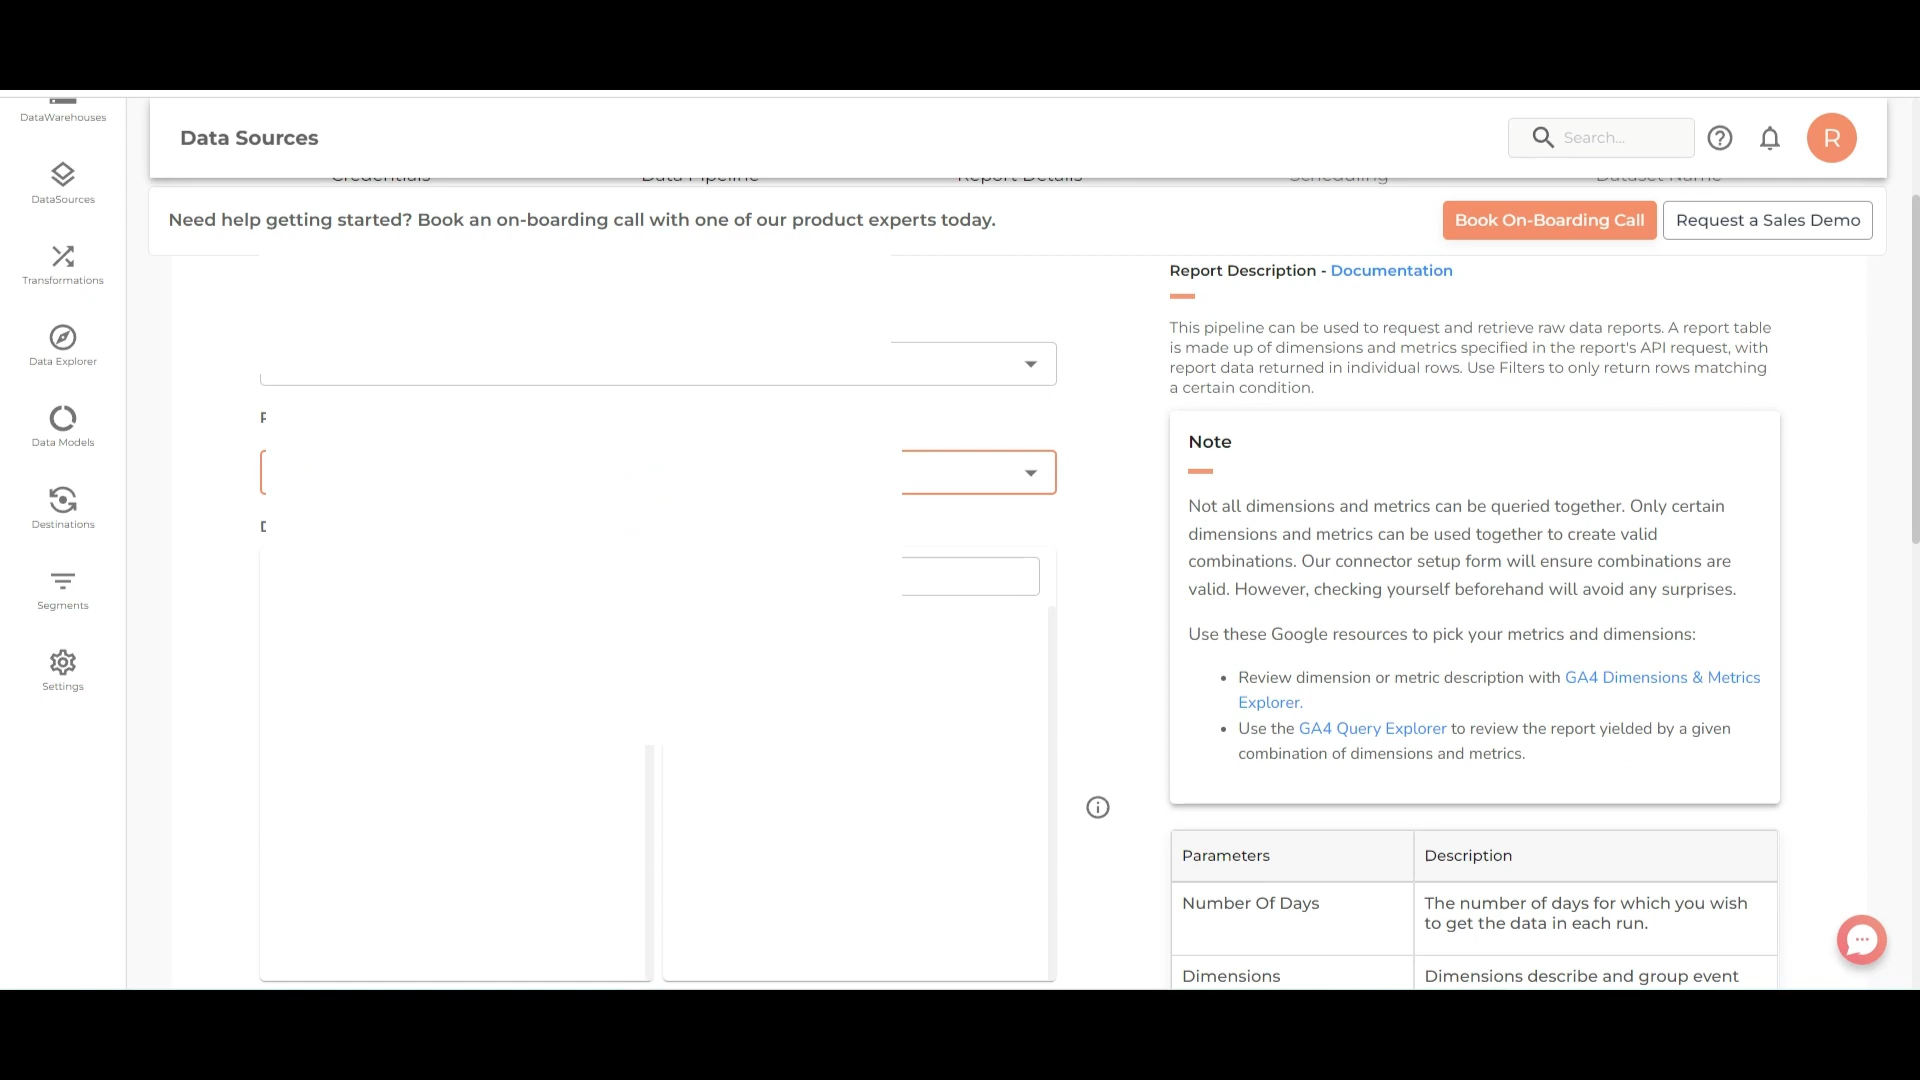 DataWarehouses
DataSources
Transformations
Data Explorer
Data Models
Destinations
Segments
Settings
Data Sources
Search...
R
Credentials
Data Pipeline
Report Details
Scheduling
Dataset Name
Need help getting started? Book an on-boarding call with one of our product experts today.
Book On-Boarding Call
Request a Sales Demo
Report Description - Documentation
This pipeline can be used to request and retrieve raw data reports. A report table
is made up of dimensions and metrics specified in the report's API request, with
report data returned in individual rows. Use Filters to only return rows matching
a certain condition.
Note
Not all dimensions and metrics can be queried together. Only certain
dimensions and metrics can be used together to create valid
combinations. Our connector setup form will ensure combinations are
valid. However, checking yourself beforehand will avoid any surprises.
Use these Google resources to pick your metrics and dimensions:
Review dimension or metric description with GA4 Dimensions & Metrics
Explorer.
Use the GA4 Query Explorer to review the report yielded by a given
combination of dimensions and metrics.
Parameters
Description
Number Of Days
The number of days for which you wish
to get the data in each run.
Dimensions
Dimensions describe and group event